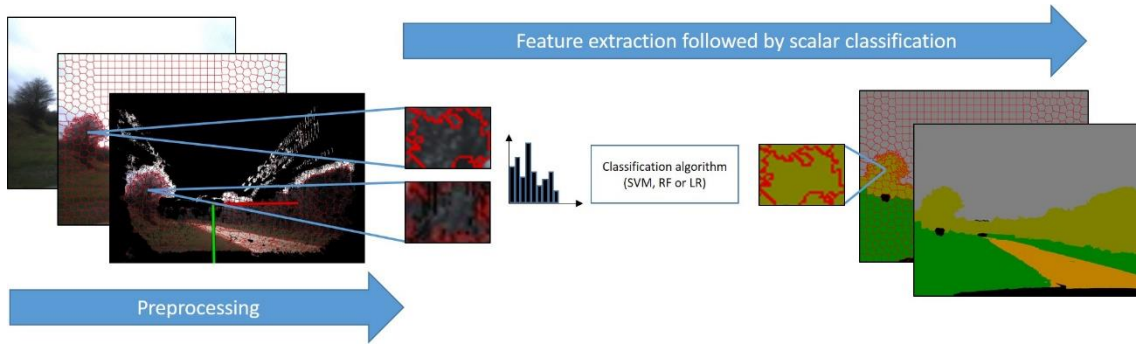 Feature extraction followed by scalar classification
Classification algorithm
(SVM, RF or LR)
Preprocessing